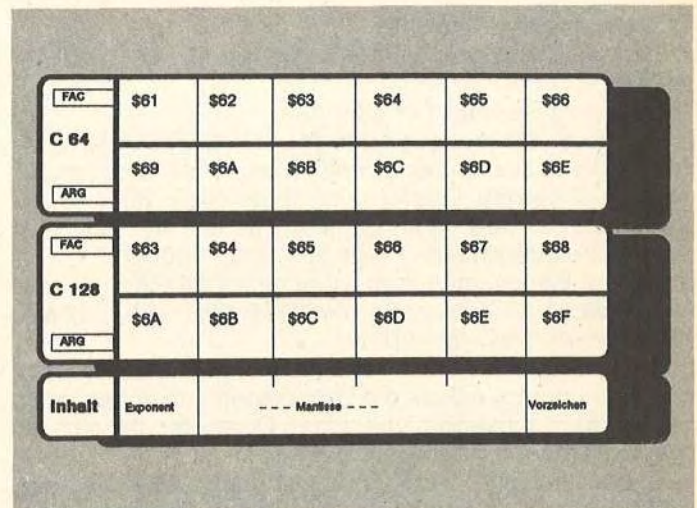 FAC $61 $62 $63 $64 $65 $66
C 64
ARG $69 $6A $6B $6C $6D $6E
FAC $63 $64 $65 $66 $67 $68
C 128
ARG $6A $6B $6C $6D $6E $6F
Inhalt Exponent --- Mantisse --- Vorzeichen